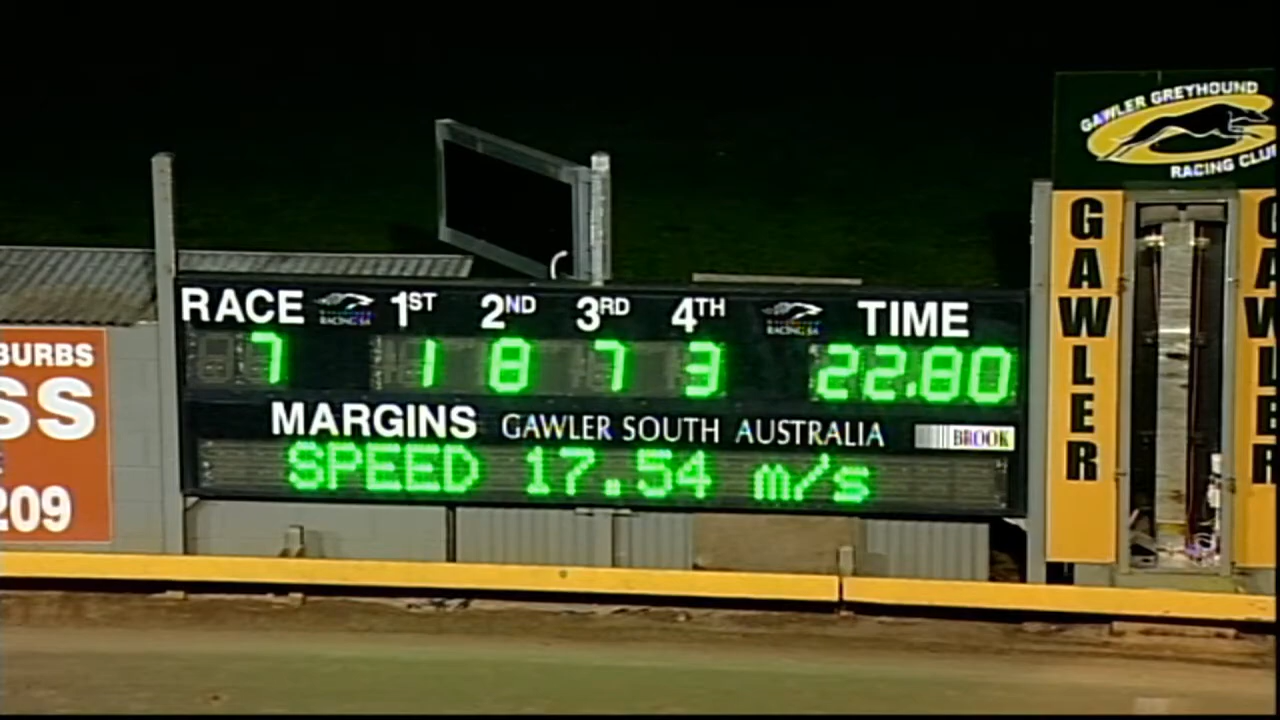 GAWLER GREYHOUND
RACING CLUB
RACE 1ST 2ND 3RD 4TH TIME
7 1 8 7 3 22.80
MARGINS GAWLER SOUTH AUSTRALIA BROOK
SPEED 17.54 m/s
BURBS
SS
209
GAWLER
GAWLER